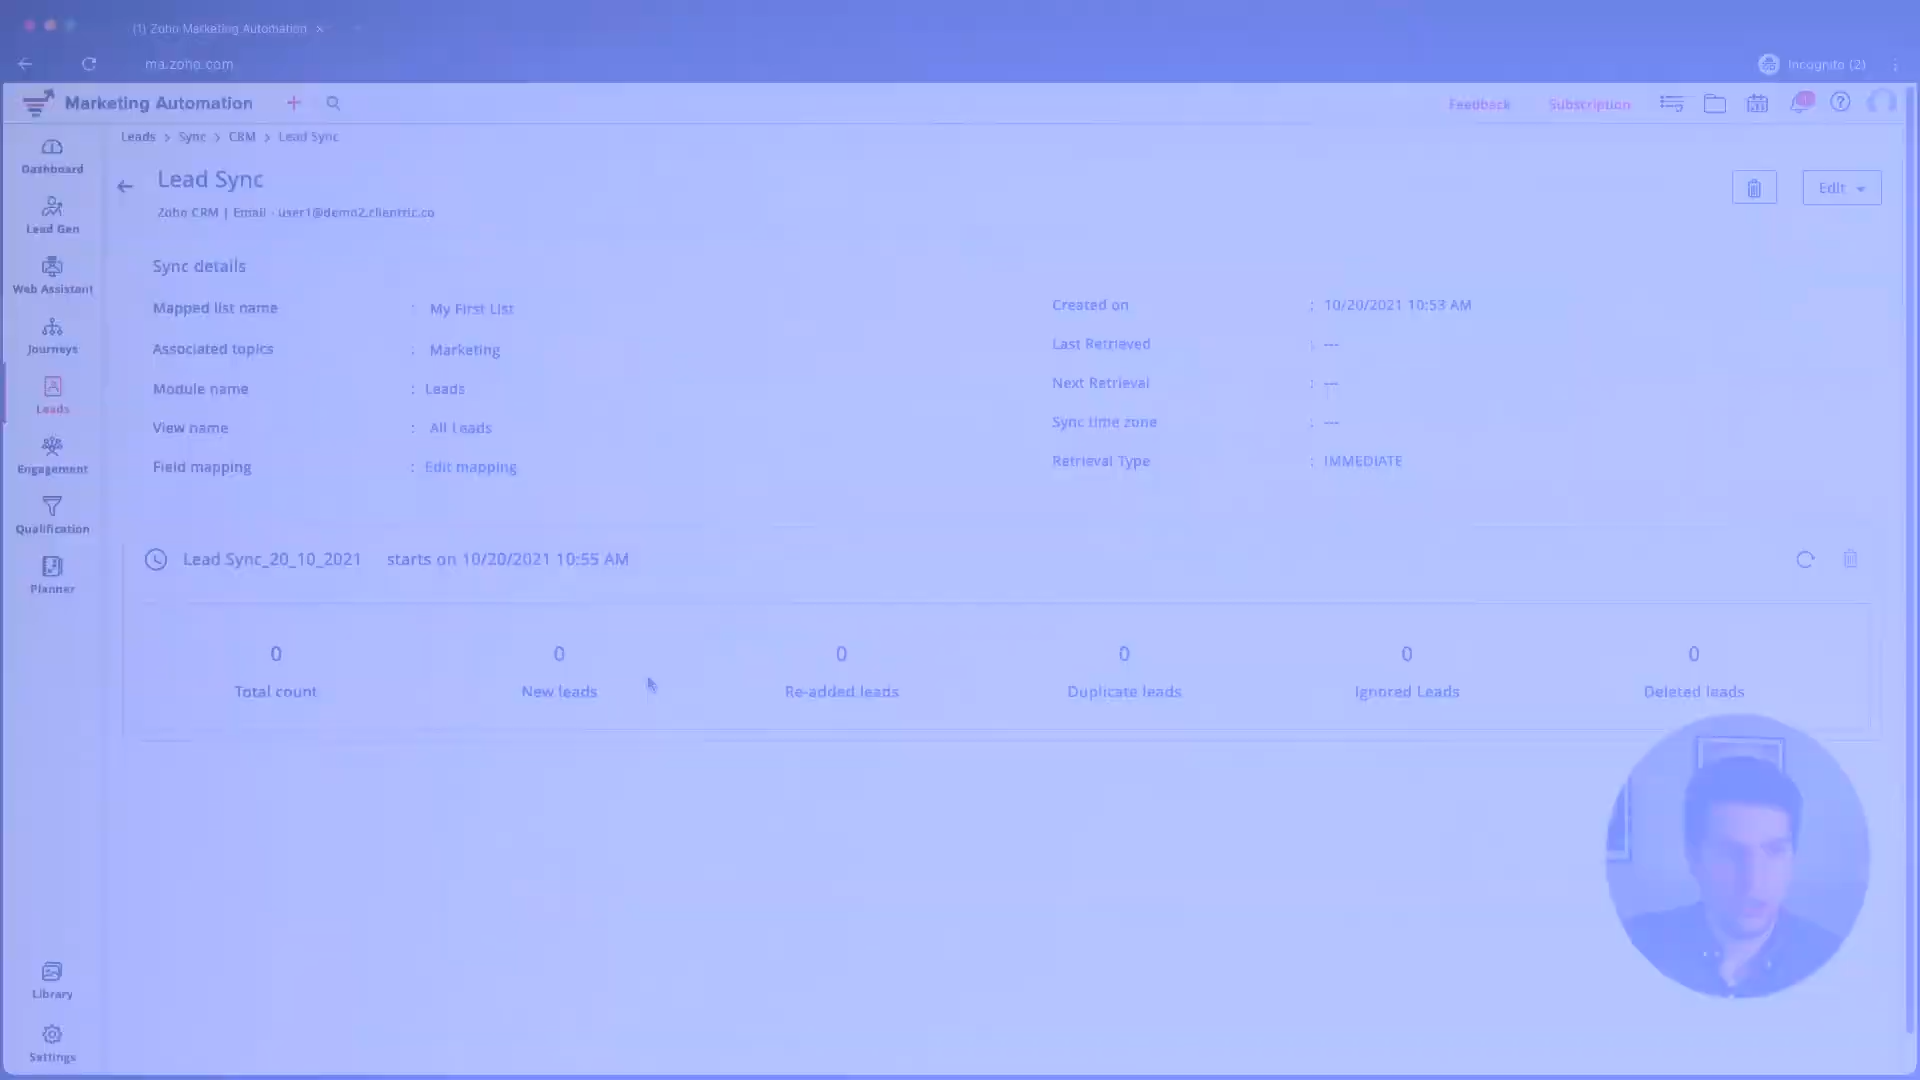 (1) Zoho Marketing Automation
ma.zoho.com
Incognito (2)
Marketing Automation
Feedback
Subscription
Leads > Sync > CRM > Lead Sync
Dashboard
Lead Gen
Web Assistant
Journeys
Leads
Engagement
Qualification
Planner
Library
Settings
Lead Sync
Zoho CRM | Email - user1@demo2.clientric.co
Edit
Sync details
Mapped list name : My First List
Associated topics : Marketing
Module name : Leads
View name : All Leads
Field mapping : Edit mapping
Created on : 10/20/2021 10:53 AM
Last Retrieved : ---
Next Retrieval : ---
Sync time zone : ---
Retrieval Type : IMMEDIATE
Lead Sync_20_10_2021 starts on 10/20/2021 10:55 AM
0 0 0 0 0 0
Total count New leads Re-added leads Duplicate leads Ignored Leads Deleted leads